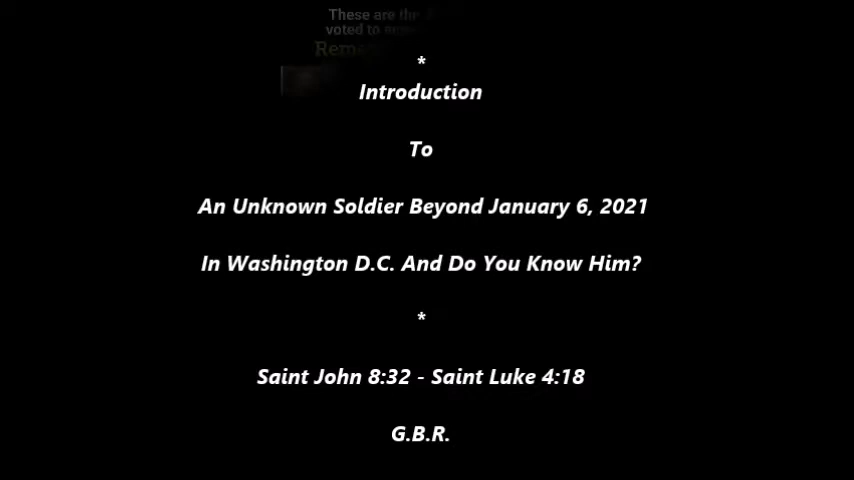 These are the
voted to
*
Introduction
To
An Unknown Soldier Beyond January 6, 2021
In Washington D.C. And Do You Know Him?
*
Saint John 8:32 - Saint Luke 4:18
G.B.R.